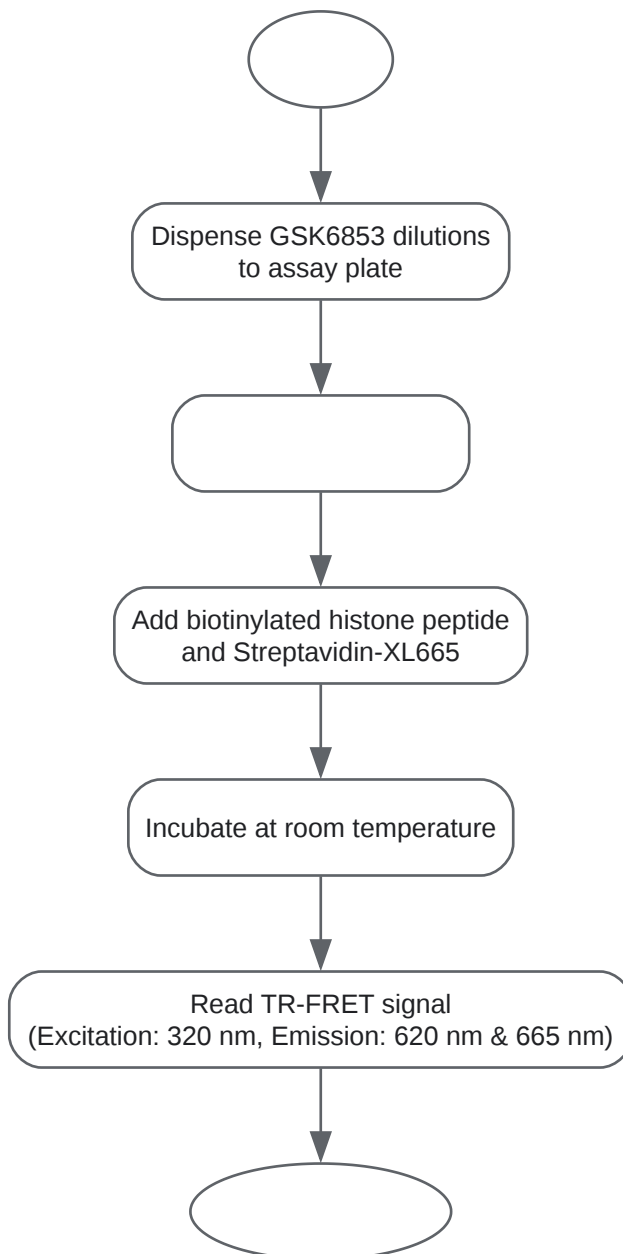 Dispense GSK6853 dilutions
to assay plate
Add biotinylated histone peptide
and Streptavidin-XL665
Incubate at room temperature
Read TR-FRET signal
(Excitation: 320 nm, Emission: 620 nm & 665 nm)